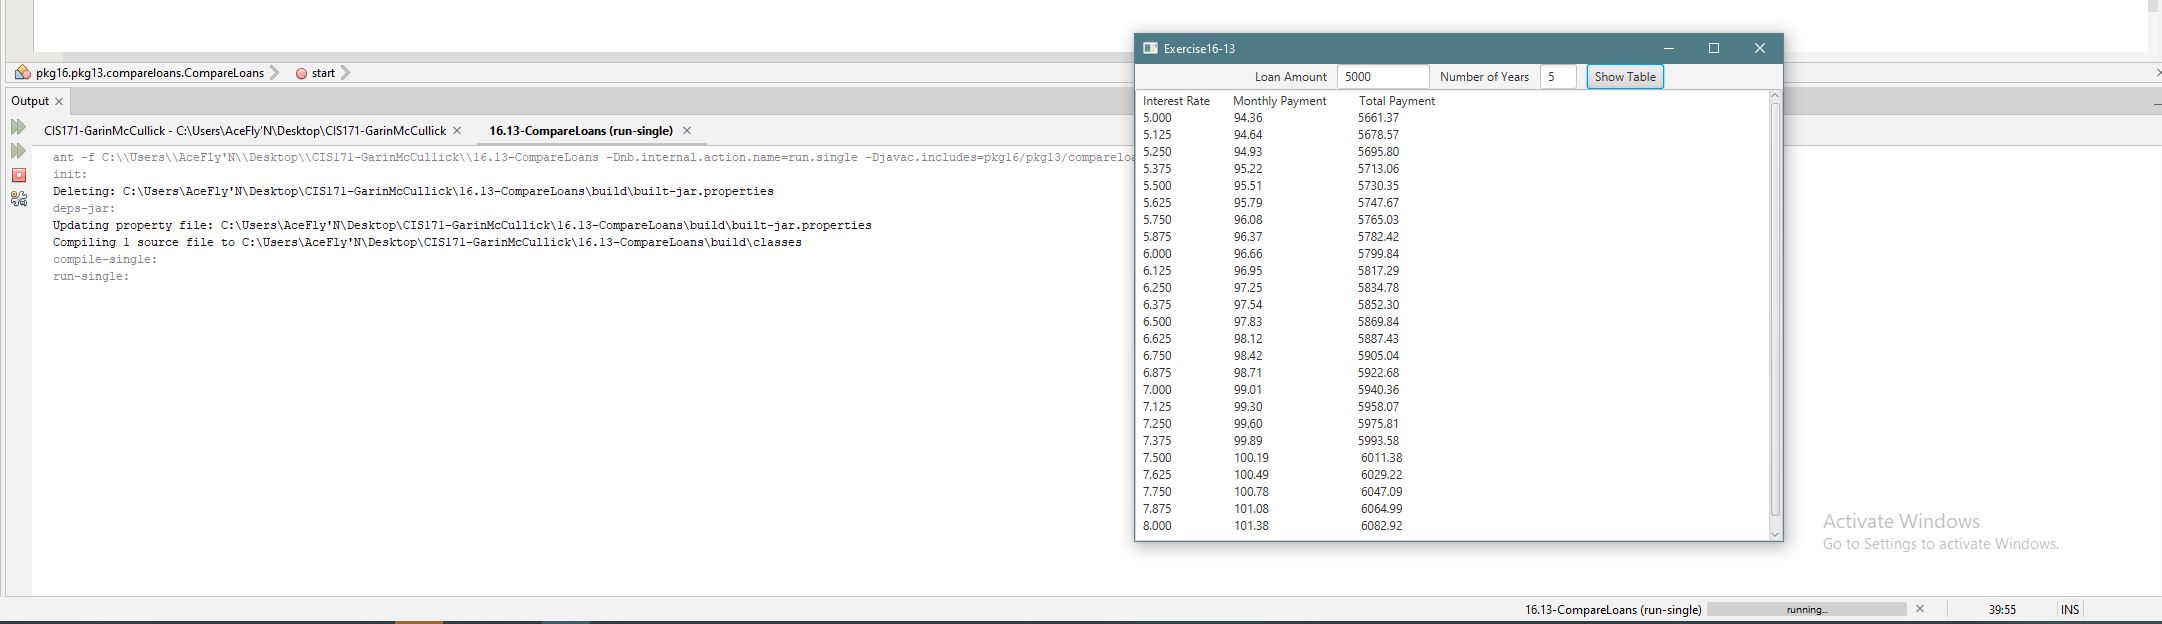 Exercise16-13
pkg16.pkg13.compareloans.CompareLoans start
Loan Amount 5000 Number of Years 5 Show Table
Output
CIS171-GarinMcCullick - C:\Users\AceFly'N\Desktop\CIS171-GarinMcCullick 16.13-CompareLoans (run-single)
ant -f C:\\Users\\AceFly'N\\Desktop\\CIS171-GarinMcCullick\\16.13-CompareLoans -Dnb.internal.action.name=run.single -Djavac.includes=pkg16/pkg13/compareloa
init:
Deleting: C:\Users\AceFly'N\Desktop\CIS171-GarinMcCullick\16.13-CompareLoans\build\built-jar.properties
deps-jar:
Updating property file: C:\Users\AceFly'N\Desktop\CIS171-GarinMcCullick\16.13-CompareLoans\build\built-jar.properties
Compiling 1 source file to C:\Users\AceFly'N\Desktop\CIS171-GarinMcCullick\16.13-CompareLoans\build\classes
compile-single:
run-single:
Interest Rate Monthly Payment Total Payment
5.000 94.36 5661.37
5.125 94.64 5678.57
5.250 94.93 5695.80
5.375 95.22 5713.06
5.500 95.51 5730.35
5.625 95.79 5747.67
5.750 96.08 5765.03
5.875 96.37 5782.42
6.000 96.66 5799.84
6.125 96.95 5817.29
6.250 97.25 5834.78
6.375 97.54 5852.30
6.500 97.83 5869.84
6.625 98.12 5887.43
6.750 98.42 5905.04
6.875 98.71 5922.68
7.000 99.01 5940.36
7.125 99.30 5958.07
7.250 99.60 5975.81
7.375 99.89 5993.58
7.500 100.19 6011.38
7.625 100.49 6029.22
7.750 100.78 6047.09
7.875 101.08 6064.99
8.000 101.38 6082.92
Activate Windows
Go to Settings to activate Windows.
16.13-CompareLoans (run-single) running... 39:55 INS